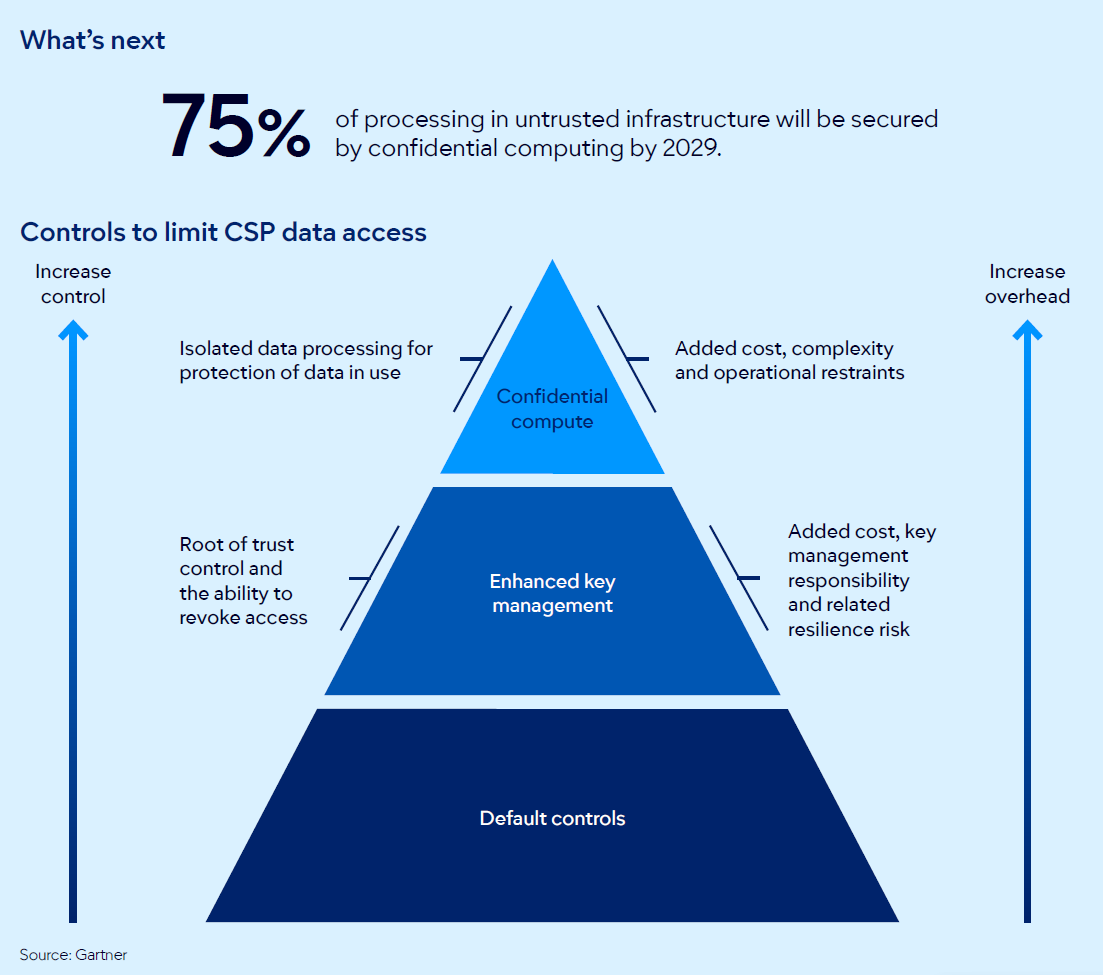 What’s next
75%
of processing in untrusted infrastructure will be secured
by confidential computing by 2029.
Controls to limit CSP data access
Increase
control
Increase
overhead
Isolated data processing for
protection of data in use
Confidential
compute
Added cost, complexity
and operational restraints
Root of trust
control and
the ability to
revoke access
Enhanced key
management
Added cost, key
management
responsibility
and related
resilience risk
Default controls
Source: Gartner